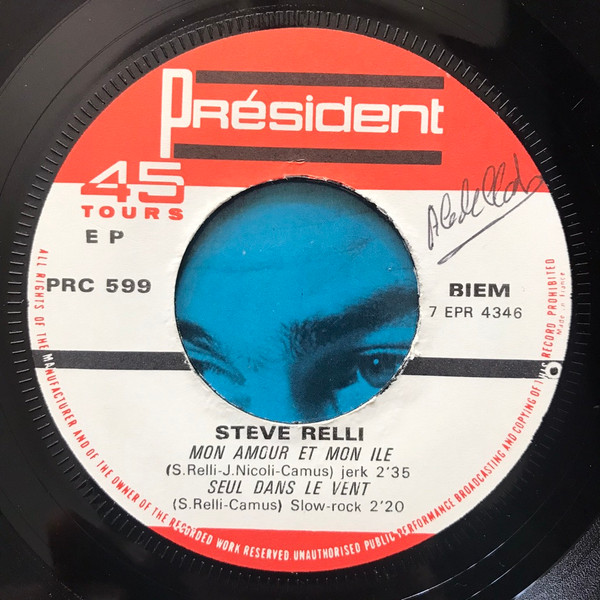 Président
45
TOURS
EP
PRC 599
BIEM
7 EPR 4346
Made in France
STEVE RELLI
MON AMOUR ET MON ILE
(S.Relli-J.Nicoli-Camus) jerk 2'35
SEUL DANS LE VENT
(S.Relli-Camus) Slow-rock 2'20
ALL RIGHTS OF THE MANUFACTURER AND OF THE OWNER OF THE RECORDED WORK RESERVED. UNAUTHORISED PUBLIC PERFORMANCE BROADCASTING AND COPYING OF THIS RECORD PROHIBITED